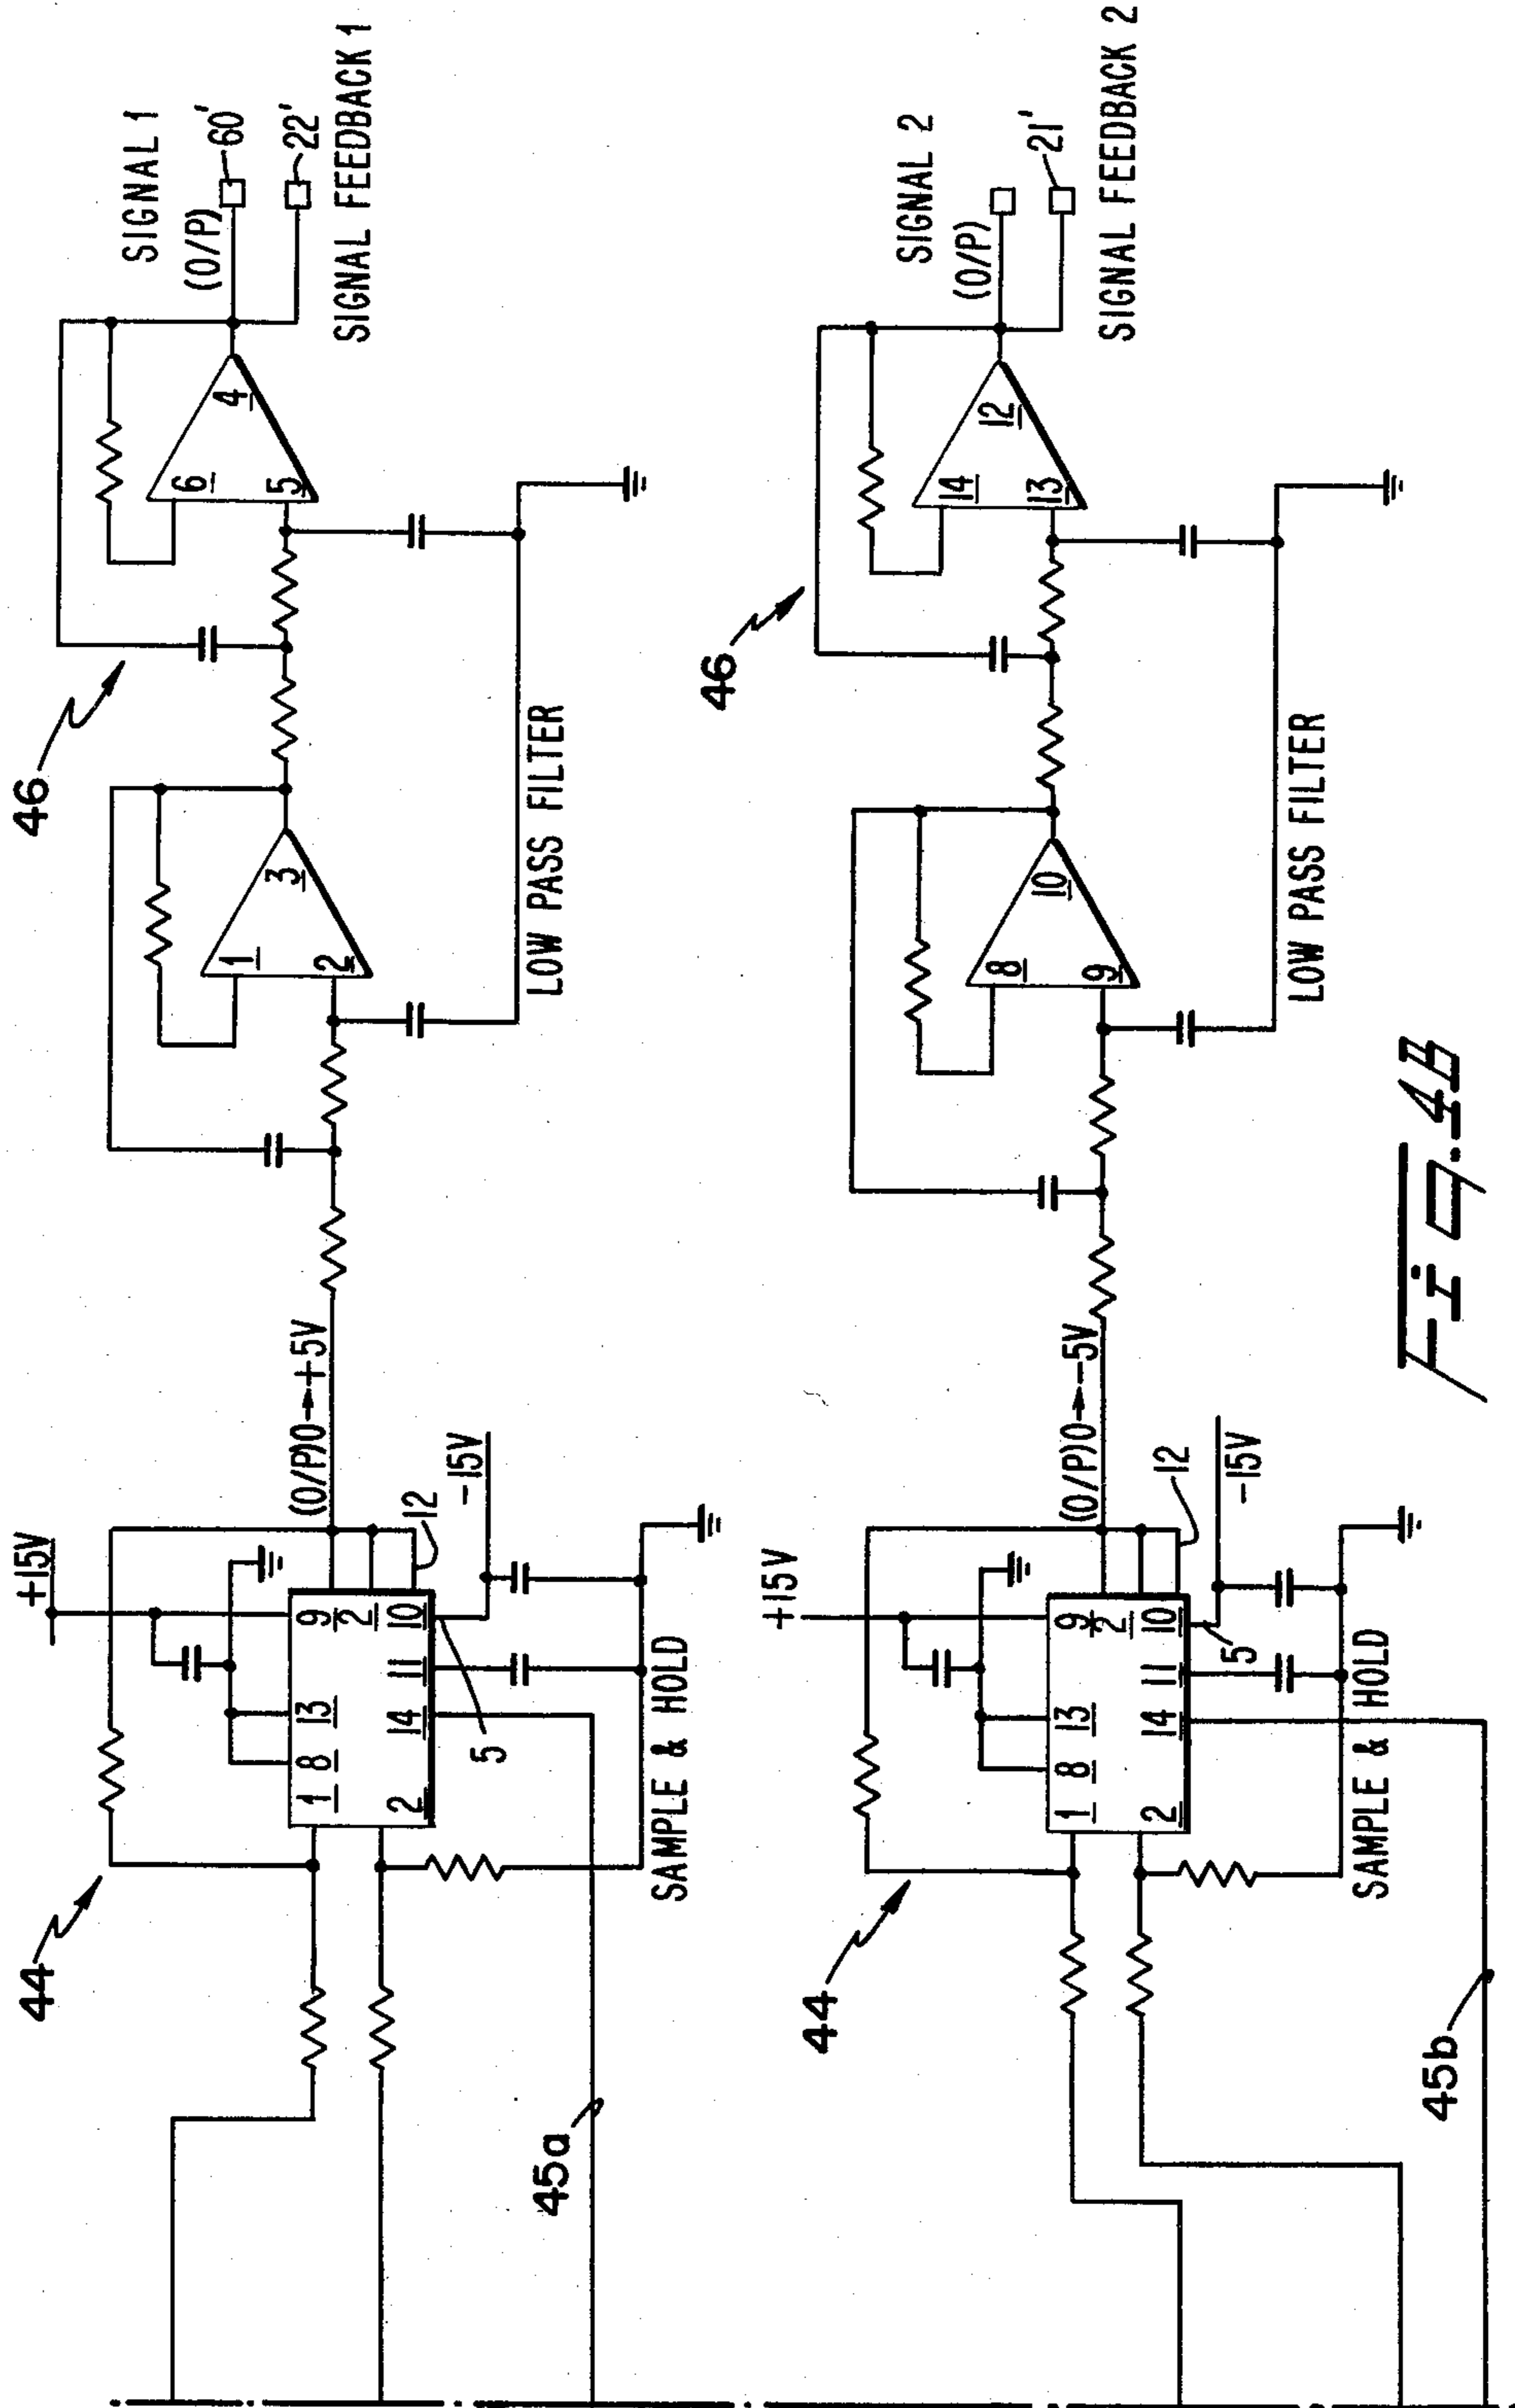 44
+15V
(O/P)0→+5V
1
8
13
9
2
2
14
11
10
12
5
-15V
SAMPLE & HOLD
45a
46
1
2
3
6
5
4
LOW PASS FILTER
SIGNAL 1
(O/P)
60'
22'
SIGNAL FEEDBACK 1
44
+15V
(O/P)0→-5V
1
8
13
9
2
2
14
11
10
12
5
-15V
SAMPLE & HOLD
45b
46
8
9
10
14
13
12
LOW PASS FILTER
SIGNAL 2
(O/P)
21'
SIGNAL FEEDBACK 2
Fig. 4B